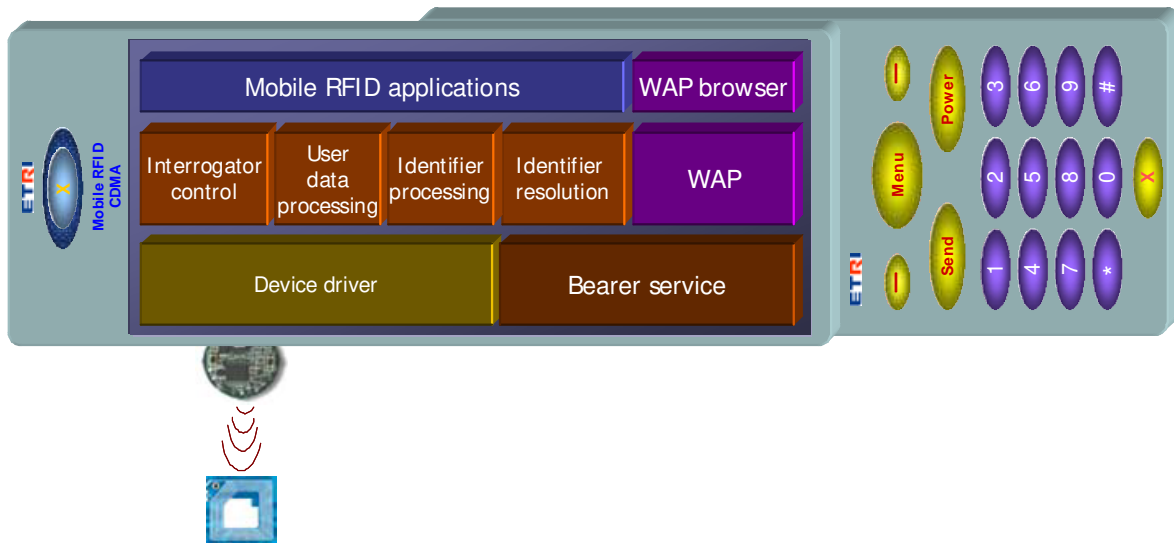 ETRI
X
Mobile RFID
CDMA
Mobile RFID applications
WAP browser
Interrogator
control
User
data
processing
Identifier
processing
Identifier
resolution
WAP
Device driver
Bearer service
ETRI
Menu
Send
Power
1
2
3
4
5
6
7
8
9
*
0
#
X